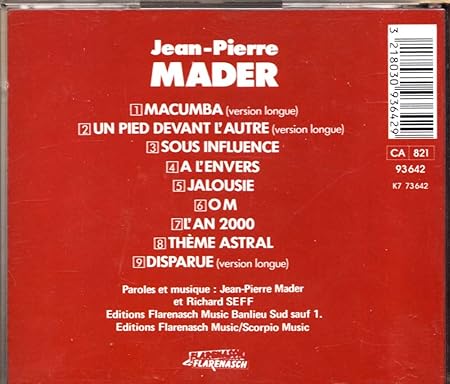 Jean-Pierre
MADER
1 MACUMBA (version longue)
2 UN PIED DEVANT L'AUTRE (version longue)
3 SOUS INFLUENCE
4 A L'ENVERS
5 JALOUSIE
6 O M
7 L'AN 2000
8 THÈME ASTRAL
9 DISPARUE (version longue)
Paroles et musique : Jean-Pierre Mader
et Richard SEFF
Editions Flarenasch Music Banlieu Sud sauf 1.
Editions Flarenasch Music/Scorpio Music
FLARENASCH
FLARENASCH
3 218030 936429
CA 821
93642
K7 73642